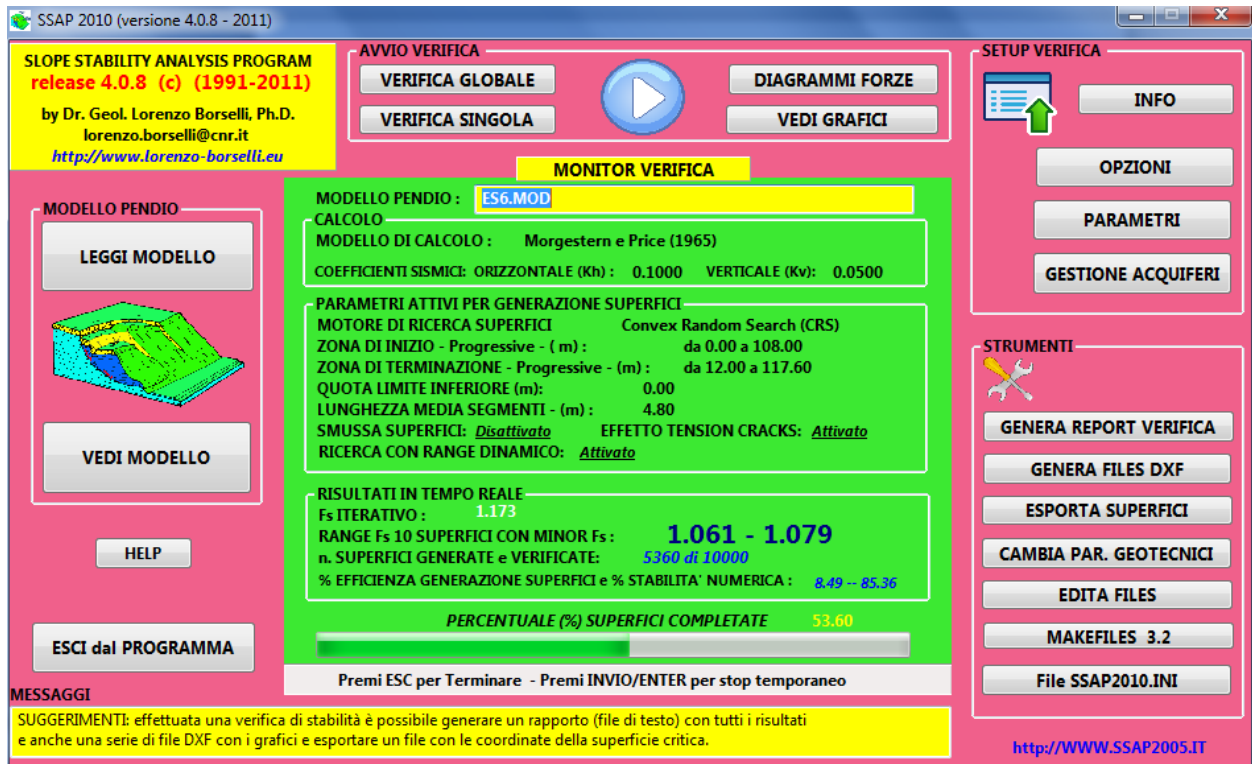 SSAP 2010 (versione 4.0.8 - 2011)
SLOPE STABILITY ANALYSIS PROGRAM
release 4.0.8 (c) (1991-2011)
by Dr. Geol. Lorenzo Borselli, Ph.D.
lorenzo.borselli@cnr.it
http://www.lorenzo-borselli.eu
AVVIO VERIFICA
VERIFICA GLOBALE
VERIFICA SINGOLA
DIAGRAMMI FORZE
VEDI GRAFICI
SETUP VERIFICA
INFO
OPZIONI
PARAMETRI
GESTIONE ACQUIFERI
MODELLO PENDIO
LEGGI MODELLO
VEDI MODELLO
HELP
ESCI dal PROGRAMMA
MONITOR VERIFICA
MODELLO PENDIO : ES6.MOD
CALCOLO
MODELLO DI CALCOLO : Morgestern e Price (1965)
COEFFICIENTI SISMICI: ORIZZONTALE (Kh) : 0.1000 VERTICALE (Kv): 0.0500
PARAMETRI ATTIVI PER GENERAZIONE SUPERFICI
MOTORE DI RICERCA SUPERFICI Convex Random Search (CRS)
ZONA DI INIZIO - Progressive - ( m) : da 0.00 a 108.00
ZONA DI TERMINAZIONE - Progressive - (m) : da 12.00 a 117.60
QUOTA LIMITE INFERIORE (m): 0.00
LUNGHEZZA MEDIA SEGMENTI - (m) : 4.80
SMUSSA SUPERFICI: Disattivato EFFETTO TENSION CRACKS: Attivato
RICERCA CON RANGE DINAMICO: Attivato
RISULTATI IN TEMPO REALE
Fs ITERATIVO : 1.173
RANGE Fs 10 SUPERFICI CON MINOR Fs : 1.061 - 1.079
n. SUPERFICI GENERATE e VERIFICATE: 5360 di 10000
% EFFICIENZA GENERAZIONE SUPERFICI e % STABILITA' NUMERICA : 8.49 -- 85.36
PERCENTUALE (%) SUPERFICI COMPLETATE 53.60
Premi ESC per Terminare - Premi INVIO/ENTER per stop temporaneo
STRUMENTI
GENERA REPORT VERIFICA
GENERA FILES DXF
ESPORTA SUPERFICI
CAMBIA PAR. GEOTECNICI
EDITA FILES
MAKEFILES 3.2
File SSAP2010.INI
MESSAGGI
SUGGERIMENTI: effettuata una verifica di stabilità è possibile generare un rapporto (file di testo) con tutti i risultati
e anche una serie di file DXF con i grafici e esportare un file con le coordinate della superficie critica.
http://WWW.SSAP2005.IT